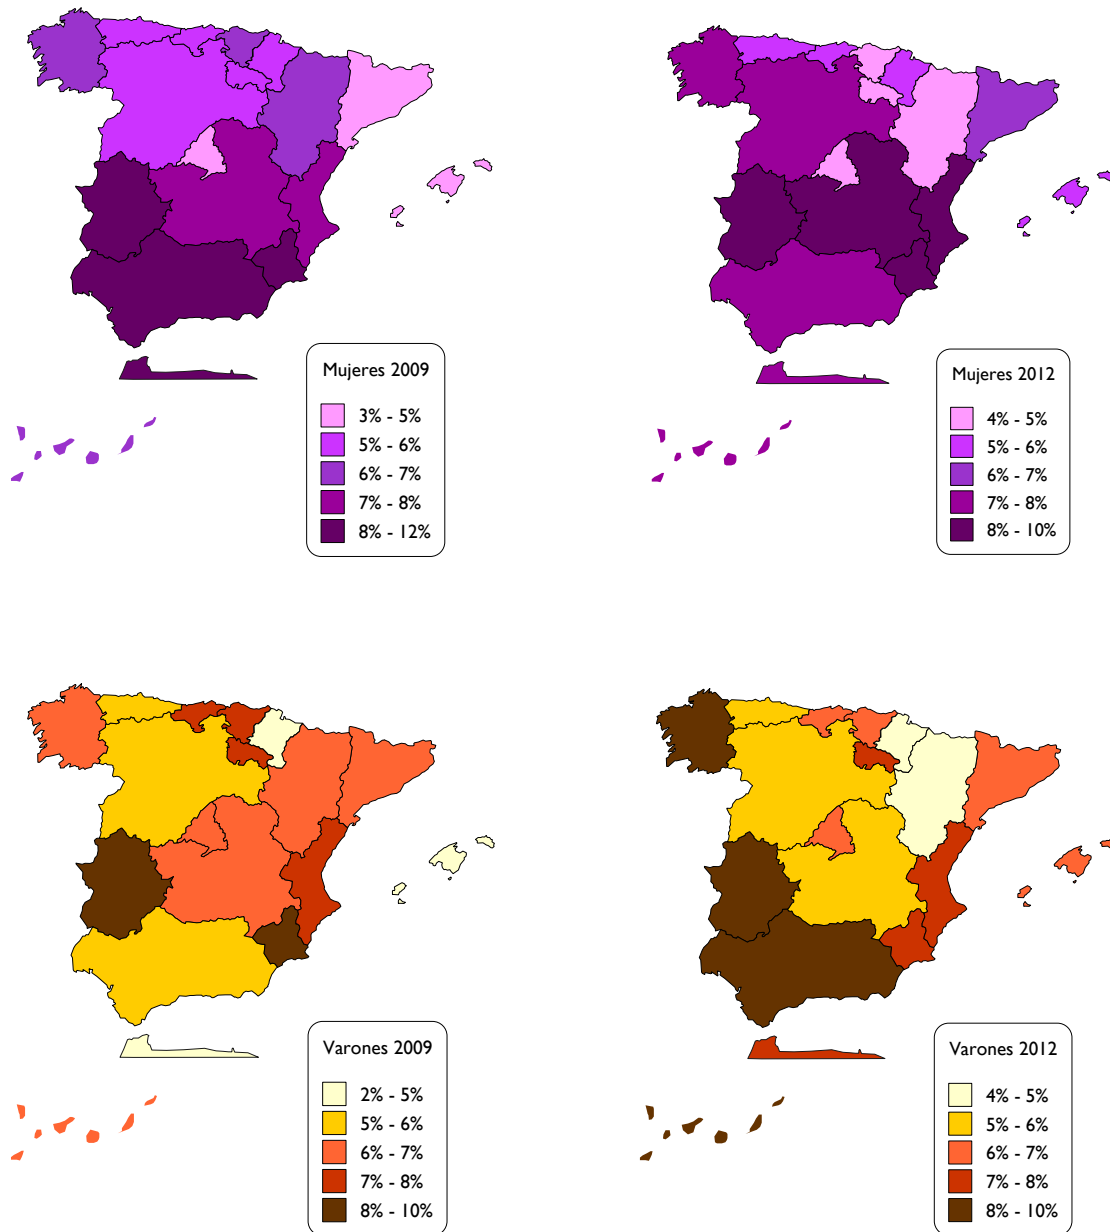 Mujeres 2009
3% - 5%
5% - 6%
6% - 7%
7% - 8%
8% - 12%
Mujeres 2012
4% - 5%
5% - 6%
6% - 7%
7% - 8%
8% - 10%
Varones 2009
2% - 5%
5% - 6%
6% - 7%
7% - 8%
8% - 10%
Varones 2012
4% - 5%
5% - 6%
6% - 7%
7% - 8%
8% - 10%